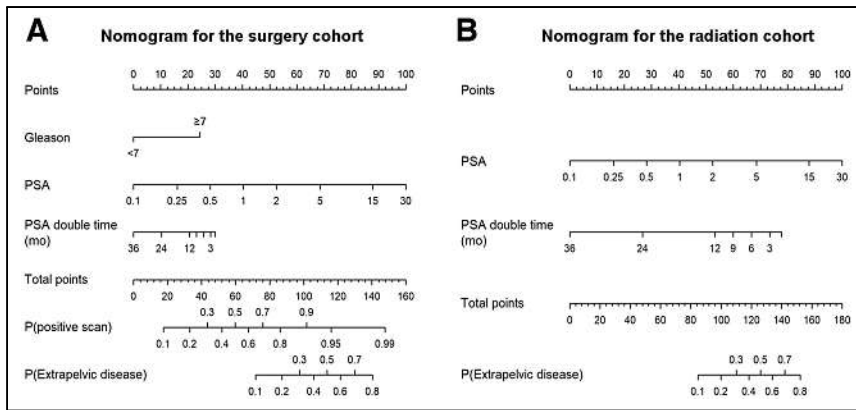 A Nomogram for the surgery cohort
0 10 20 30 40 50 60 70 80 90 100
Points
≥7
Gleason
<7
PSA
0.1 0.25 0.5 1 2 5 15 30
PSA double time
(mo)
36 24 12 3
Total points
0 20 40 60 80 100 120 140 160
0.3 0.5 0.7 0.9
P(positive scan)
0.1 0.2 0.4 0.6 0.8 0.95 0.99
0.3 0.5 0.7
P(Extrapelvic disease)
0.1 0.2 0.4 0.6 0.8
B Nomogram for the radiation cohort
0 10 20 30 40 50 60 70 80 90 100
Points
PSA
0.1 0.25 0.5 1 2 5 15 30
PSA double time
(mo)
36 24 12 9 6 3
Total points
0 20 40 60 80 100 120 140 180
0.3 0.5 0.7
P(Extrapelvic disease)
0.1 0.2 0.4 0.6 0.8